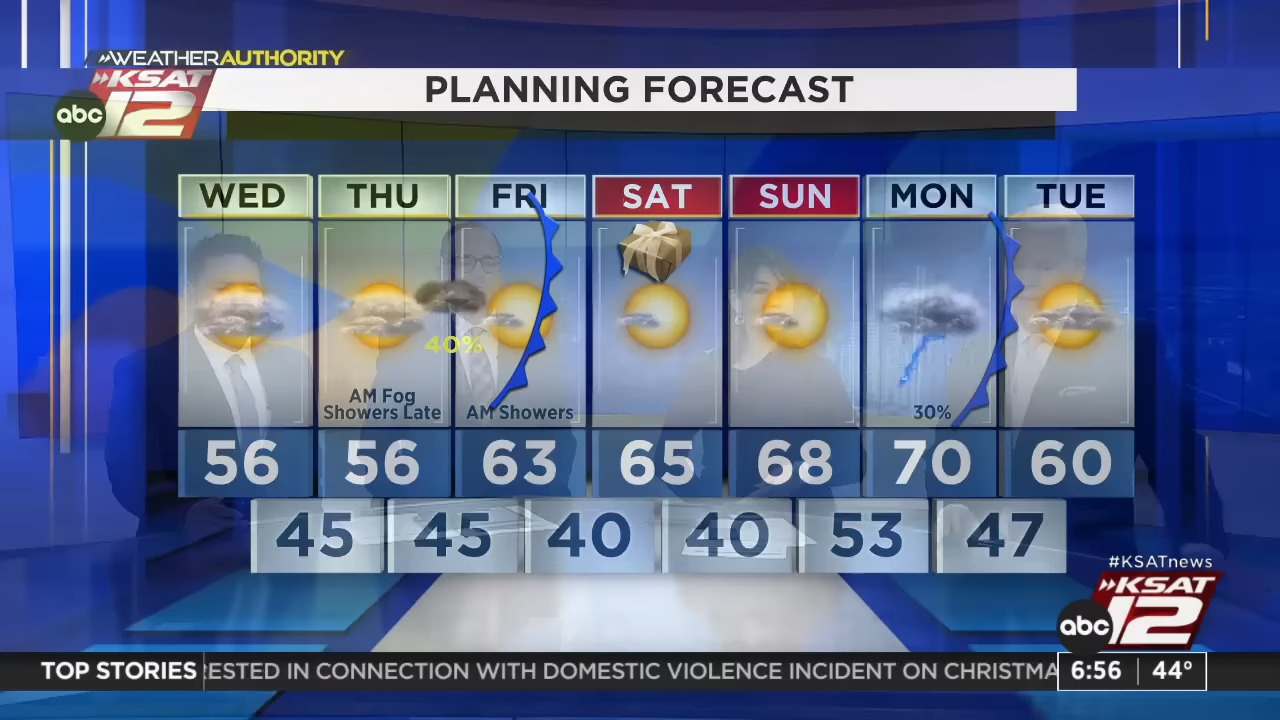 »WEATHERAUTHORITY
»KSAT
abc 12
PLANNING FORECAST
WED THU FRI SAT SUN MON TUE
40%
AM Fog
Showers Late
AM Showers
30%
56 56 63 65 68 70 60
45 45 40 40 53 47
#KSATnews
»KSAT
abc 12
TOP STORIES RESTED IN CONNECTION WITH DOMESTIC VIOLENCE INCIDENT ON CHRISTMA
6:56 44°